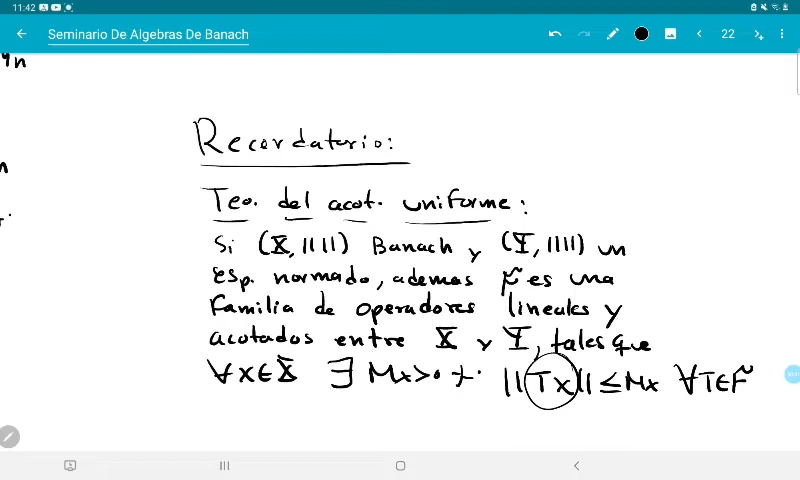 11:42
Seminario De Algebras De Banach
22
n
n
Recordatorio:
Teo. del acot. uniforme:
Si (X, ||||) Banach y (Y, ||||) un
esp. normado, ademas F es una
familia de operadores lineales y
acotados entre X y Y, tales que
∀x∈X ∃ Mx>0 t. ||Tx|| ≤ Mx ∀T∈F